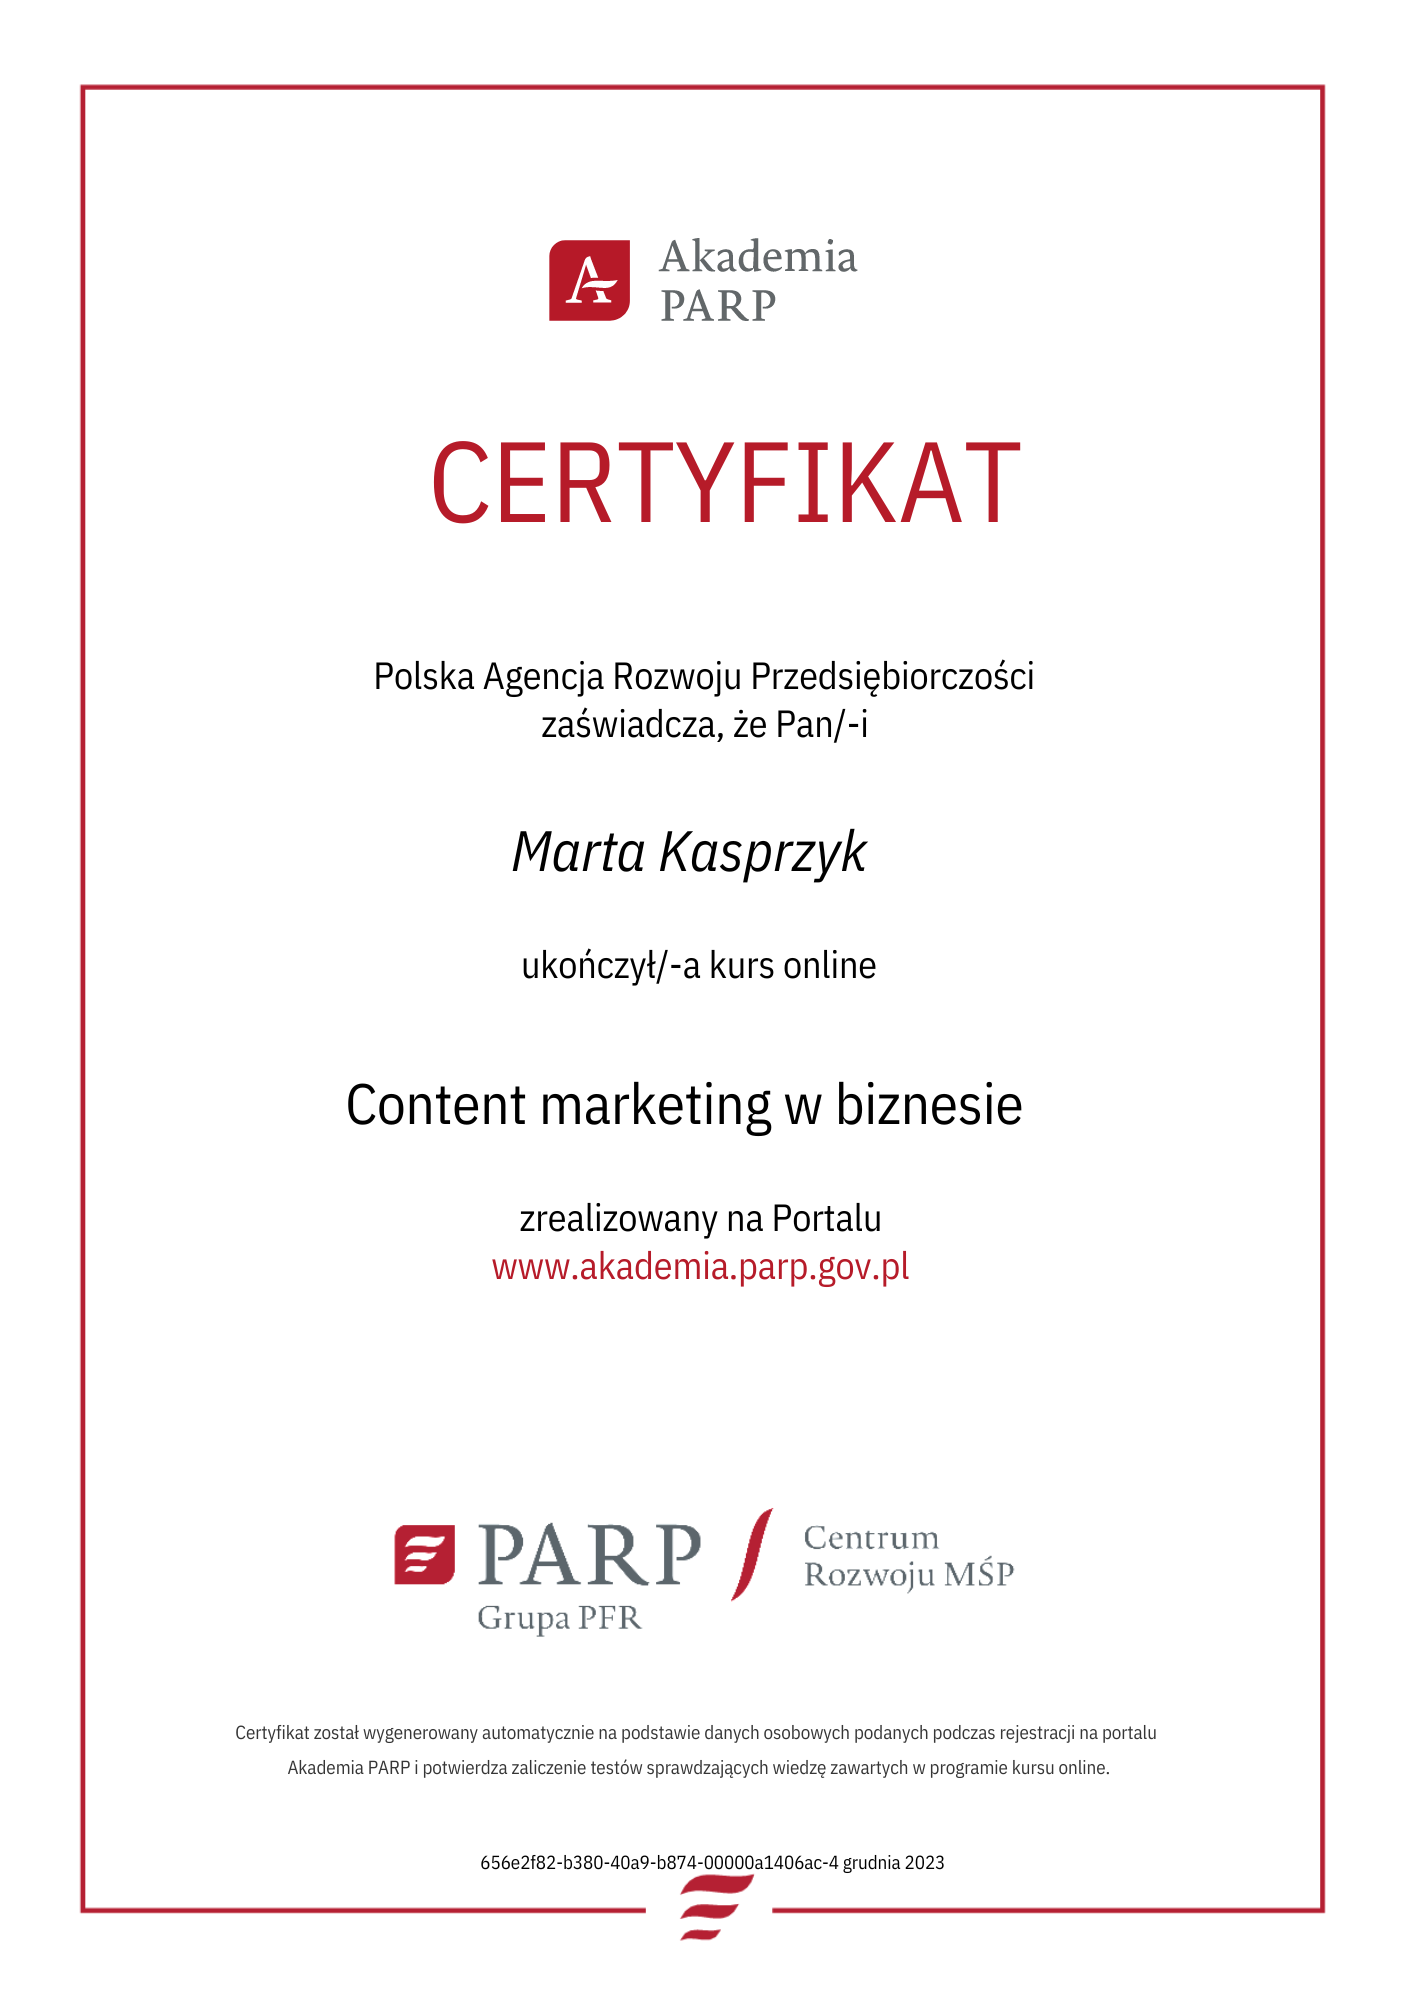 Akademia
PARP
CERTYFIKAT
Polska Agencja Rozwoju Przedsiębiorczości
zaświadcza, że Pan/-i
Marta Kasprzyk
ukończył/-a kurs online
Content marketing w biznesie
zrealizowany na Portalu
www.akademia.parp.gov.pl
PARP
Grupa PFR
Centrum
Rozwoju MŚP
Certyfikat został wygenerowany automatycznie na podstawie danych osobowych podanych podczas rejestracji na portalu
Akademia PARP i potwierdza zaliczenie testów sprawdzających wiedzę zawartych w programie kursu online.
656e2f82-b380-40a9-b874-00000a1406ac-4 grudnia 2023